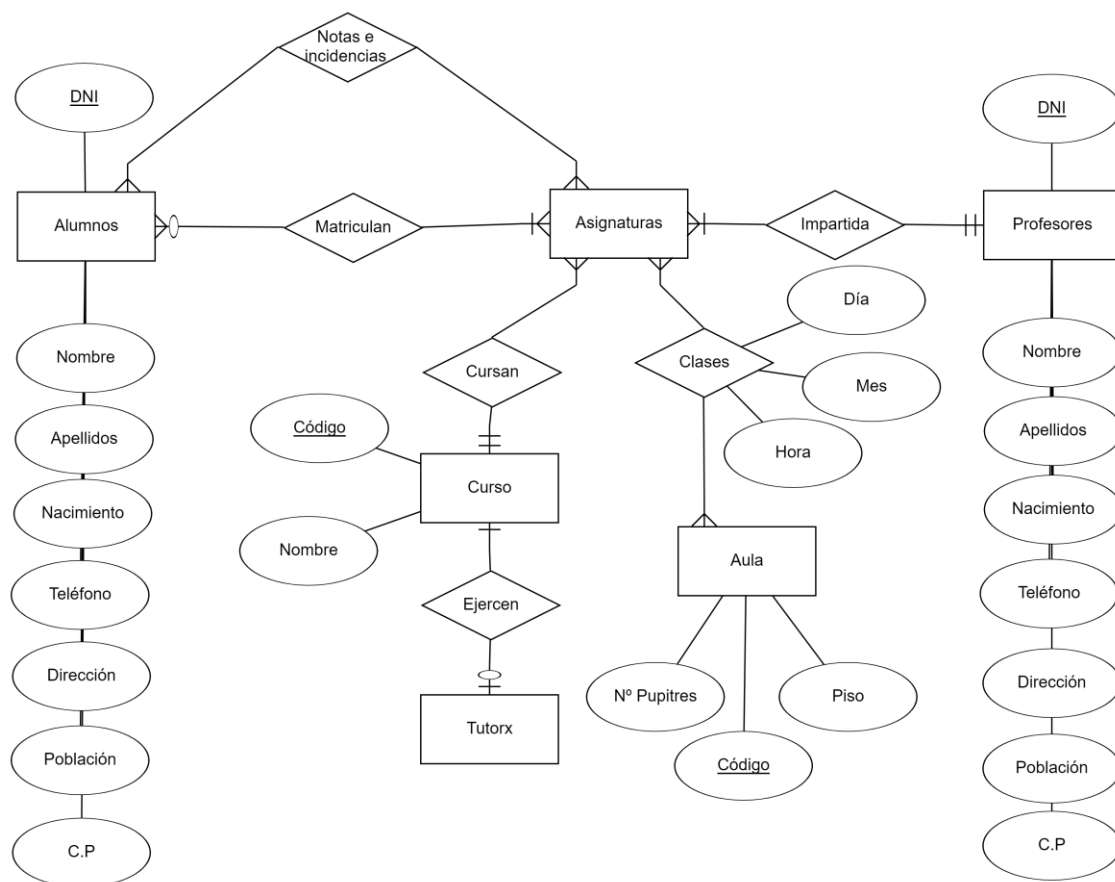 Notas e
incidencias
DNI
DNI
Alumnos
Matriculan
Asignaturas
Impartida
Profesores
Día
Nombre
Cursan
Clases
Nombre
Mes
Código
Apellidos
Apellidos
Hora
Curso
Nacimiento
Nacimiento
Nombre
Aula
Teléfono
Ejercen
Teléfono
Dirección
Nº Pupitres
Piso
Dirección
Tutorx
Población
Código
Población
C.P
C.P